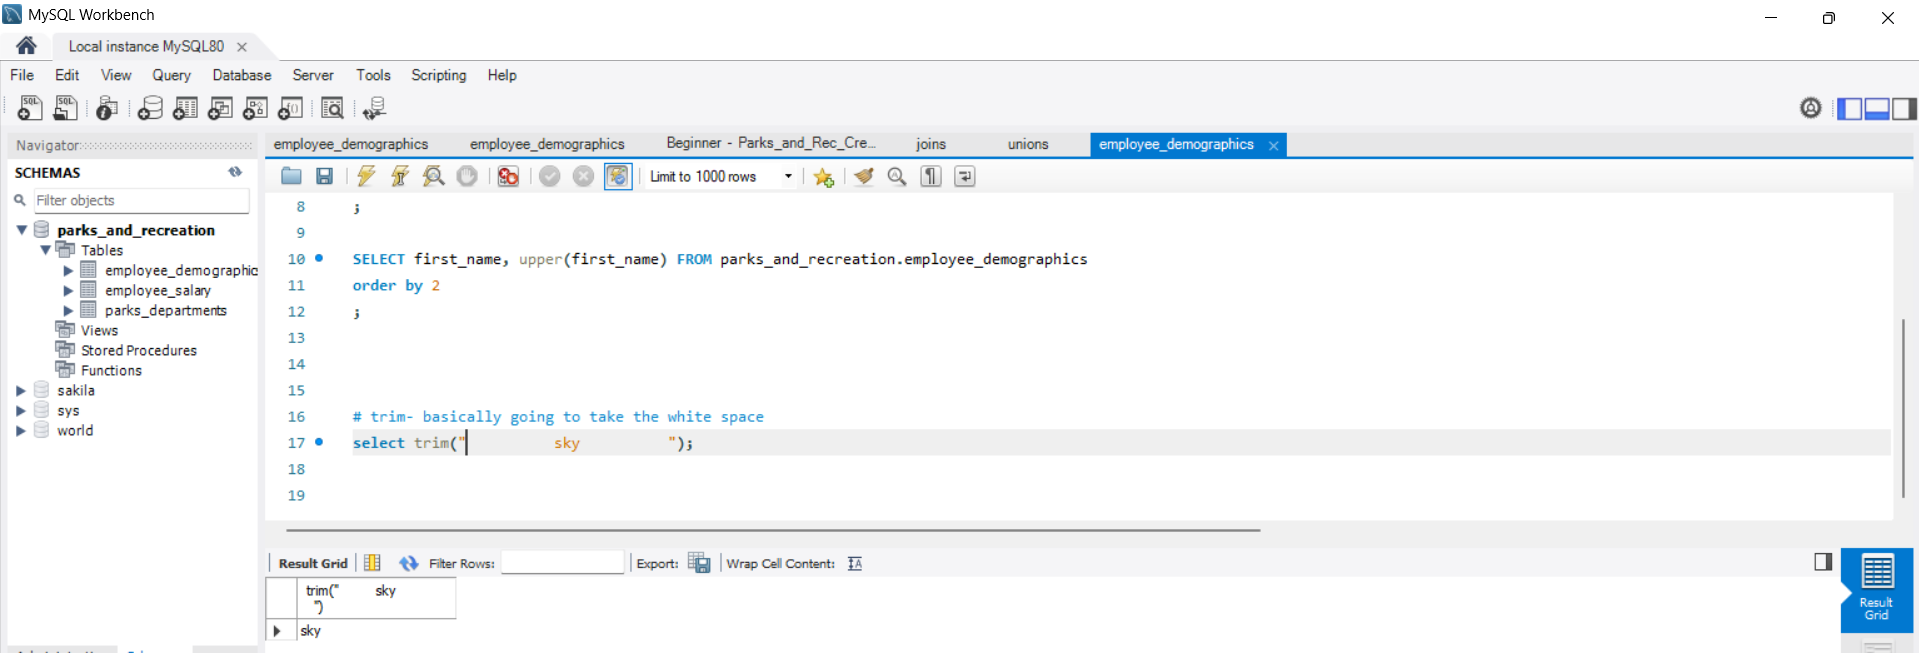 MySQL Workbench
Local instance MySQL80
File Edit View Query Database Server Tools Scripting Help
Navigator
SCHEMAS
Filter objects
parks_and_recreation
Tables
employee_demographic
employee_salary
parks_departments
Views
Stored Procedures
Functions
sakila
sys
world
employee_demographics employee_demographics Beginner - Parks_and_Rec_Cre... joins unions employee_demographics
Limit to 1000 rows
8 ;
9
10 SELECT first_name, upper(first_name) FROM parks_and_recreation.employee_demographics
11 order by 2
12 ;
13
14
15
16 # trim- basically going to take the white space
17 select trim("          sky          ");
18
19
Result Grid Filter Rows: Export: Wrap Cell Content:
trim("          sky
")
sky
Result
Grid